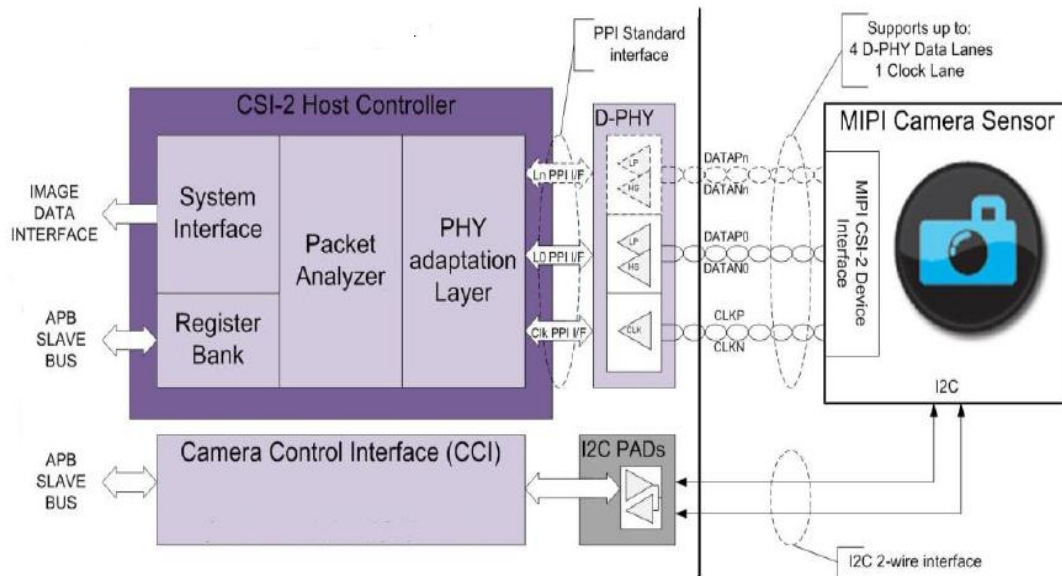 PPI Standard
interface
Supports up to:
4 D-PHY Data Lanes
1 Clock Lane
CSI-2 Host Controller
D-PHY
MIPI Camera Sensor
IMAGE
DATA
INTERFACE
System
Interface
Packet
Analyzer
PHY
adaptation
Layer
Register
Bank
APB
SLAVE
BUS
Ln PPI I/F
L0 PPI I/F
Clk PPI I/F
LP
HS
LP
HS
CLK
DATAPn
DATANn
DATAP0
DATAN0
CLKP
CLKN
MIPI CSI-2 Device
Interface
I2C
APB
SLAVE
BUS
Camera Control Interface (CCI)
I2C PADs
I2C 2-wire interface